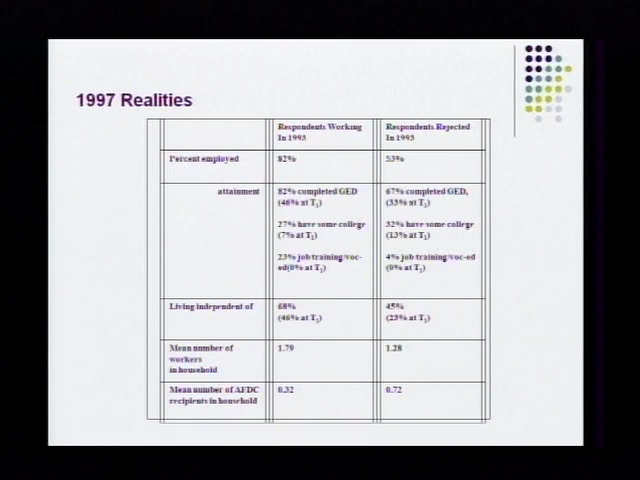 1997 Realities
Respondents Working
In 1993
Respondents Rejected
In 1993
Percent employed
82%
53%
attainment
82% completed GED
(46% at T1)
27% have some college
(7% at T1)
23% job training/voc-
ed(0% at T1)
67% completed GED,
(33% at T1)
32% have some college
(13% at T1)
4% job training/voc-ed
(0% at T1)
Living independent of
68%
(46% at T1)
45%
(23% at T1)
Mean number of
workers
in household
1.79
1.28
Mean number of AFDC
recipients in household
0.32
0.72